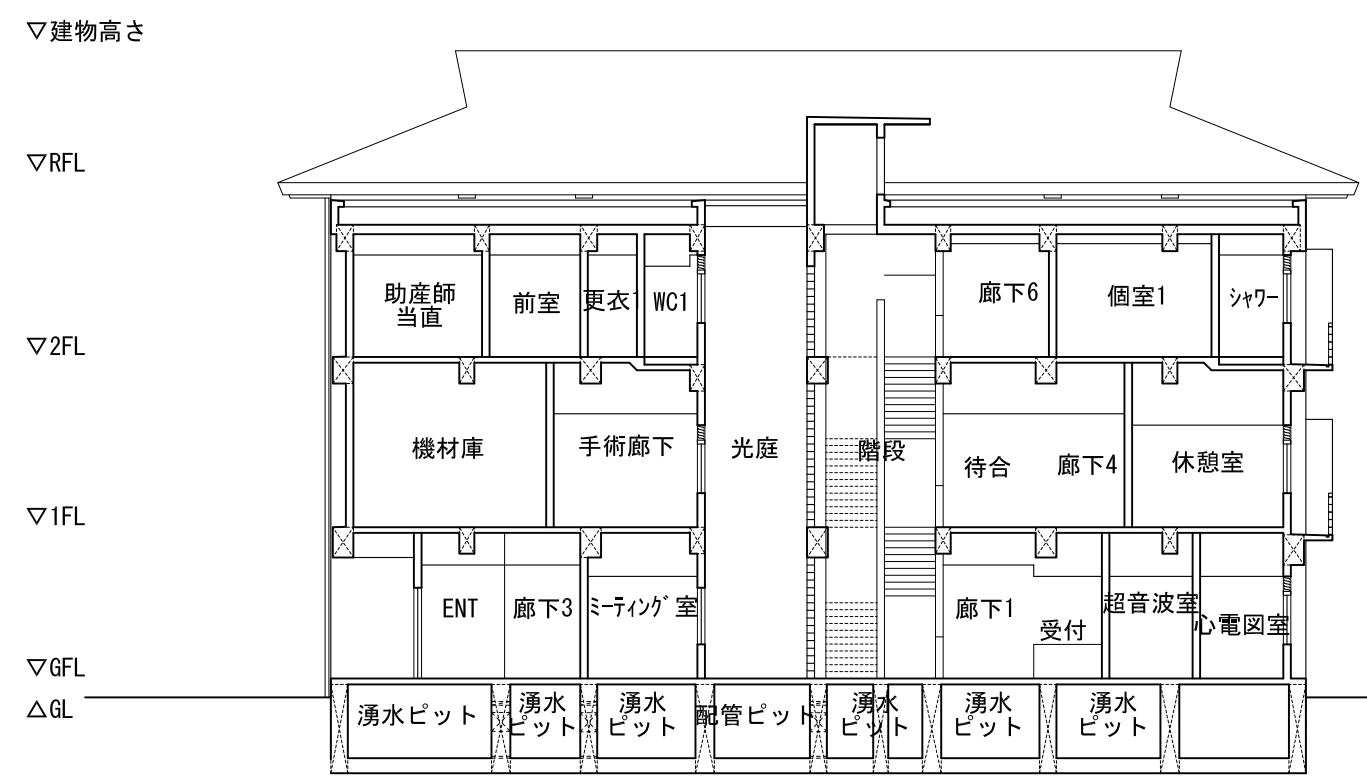 ▽建物高さ
▽RFL
助産師
当直
前室
更衣1
WC1
廊下6
個室1
ｼｬﾜｰ
▽2FL
機材庫
手術廊下
光庭
階段
待合
廊下4
休憩室
▽1FL
ENT
廊下3
ﾐｰﾃｨﾝｸﾞ室
廊下1
受付
超音波室
心電図室
▽GFL
△GL
湧水ピット
湧水
ピット
湧水
ピット
配管ピット
湧水
ピット
湧水
ピット
湧水
ピット